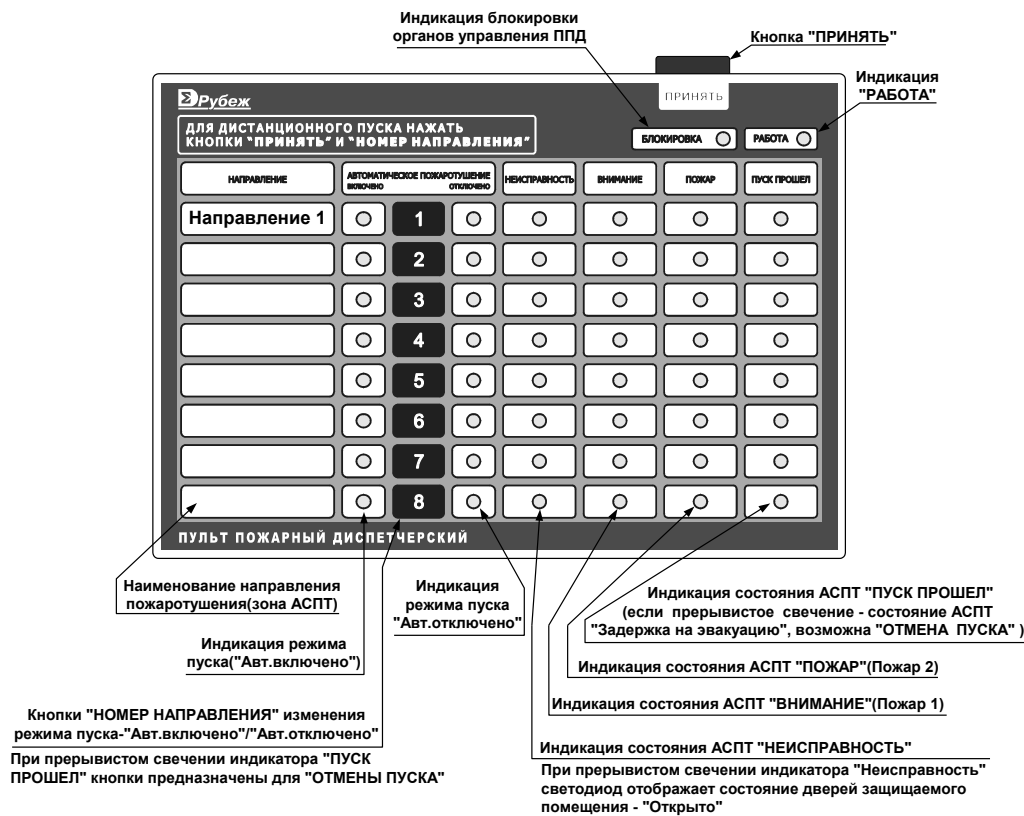 Индикация блокировки
органов управления ППД
Кнопка "ПРИНЯТЬ"
Индикация
"РАБОТА"
Рубеж
ПРИНЯТЬ
ДЛЯ ДИСТАНЦИОННОГО ПУСКА НАЖАТЬ
КНОПКИ "ПРИНЯТЬ" И "НОМЕР НАПРАВЛЕНИЯ"
БЛОКИРОВКА
РАБОТА
НАПРАВЛЕНИЕ
АВТОМАТИЧЕСКОЕ ПОЖАРОТУШЕНИЕ
ВКЛЮЧЕНО ОТКЛЮЧЕНО
НЕИСПРАВНОСТЬ
ВНИМАНИЕ
ПОЖАР
ПУСК ПРОШЕЛ
Направление 1
1
2
3
4
5
6
7
8
ПУЛЬТ ПОЖАРНЫЙ ДИСПЕТЧЕРСКИЙ
Наименование направления
пожаротушения(зона АСПТ)
Индикация режима
пуска("Авт.включено")
Индикация
режима пуска
"Авт.отключено"
Кнопки "НОМЕР НАПРАВЛЕНИЯ" изменения
режима пуска-"Авт.включено"/"Авт.отключено"
При прерывистом свечении индикатора "ПУСК
ПРОШЕЛ" кнопки предназначены для "ОТМЕНЫ ПУСКА"
Индикация состояния АСПТ "ПУСК ПРОШЕЛ"
(если прерывистое свечение - состояние АСПТ
"Задержка на эвакуацию", возможна "ОТМЕНА ПУСКА" )
Индикация состояния АСПТ "ПОЖАР"(Пожар 2)
Индикация состояния АСПТ "ВНИМАНИЕ"(Пожар 1)
Индикация состояния АСПТ "НЕИСПРАВНОСТЬ"
При прерывистом свечении индикатора "Неисправность"
светодиод отображает состояние дверей защищаемого
помещения - "Открыто"